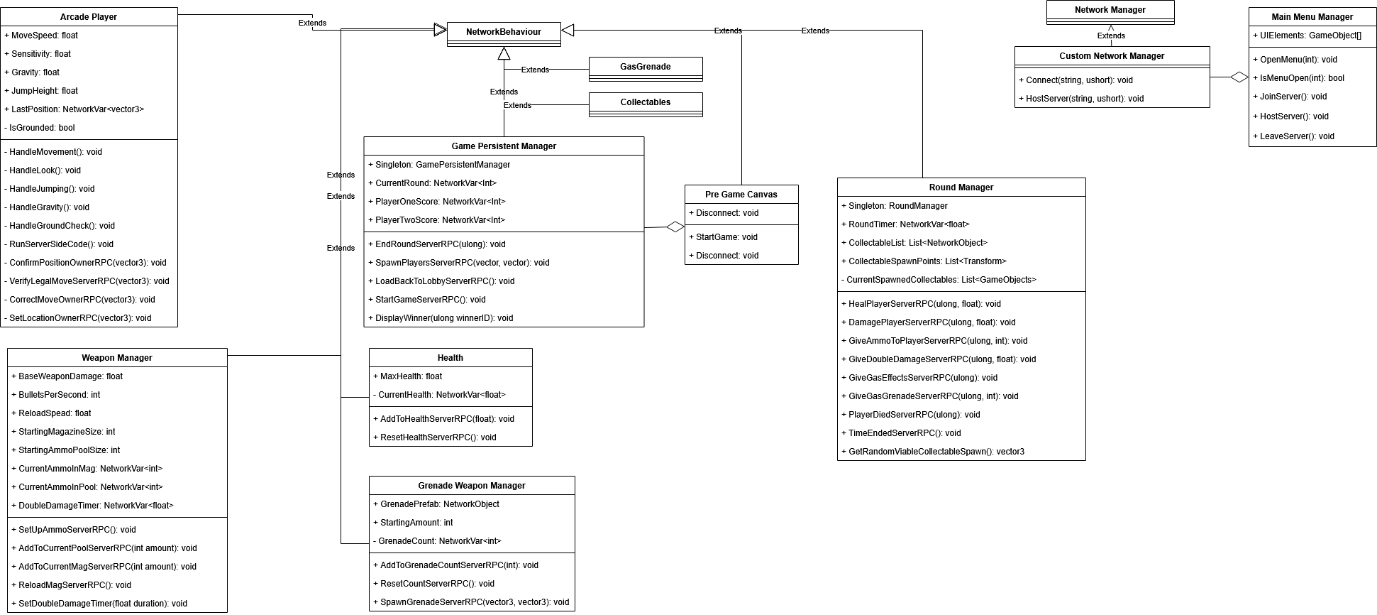 Arcade Player
+ MoveSpeed: float
+ Sensitivity: float
+ Gravity: float
+ JumpHeight: float
+ LastPosition: NetworkVar<vector3>
- IsGrounded: bool
- HandleMovement(): void
- HandleLook(): void
- HandleJumping(): void
- HandleGravity(): void
- HandleGroundCheck(): void
- RunServerSideCode(): void
- ConfirmPositionOwnerRPC(vector3): void
- VerifyLegalMoveServerRPC(vector3): void
- CorrectMoveOwnerRPC(vector3): void
- SetLocationOwnerRPC(vector3): void
Extends
NetworkBehaviour
Extends
Extends
Extends
GasGrenade
Extends
Extends
Collectables
Game Persistent Manager
+ Singleton: GamePersistentManager
+ CurrentRound: NetworkVar<Int>
+ PlayerOneScore: NetworkVar<Int>
+ PlayerTwoScore: NetworkVar<Int>
+ EndRoundServerRPC(ulong): void
+ SpawnPlayersServerRPC(vector, vector): void
+ LoadBackToLobbyServerRPC(): void
+ StartGameServerRPC(): void
+ DisplayWinner(ulong winnerID): void
Extends
Extends
Extends
Pre Game Canvas
+ Disconnect: void
+ StartGame: void
+ Disconnect: void
Network Manager
Extends
Custom Network Manager
+ Connect(string, ushort): void
+ HostServer(string, ushort): void
Main Menu Manager
+ UIElements: GameObject[]
+ OpenMenu(int): void
+ IsMenuOpen(int): bool
+ JoinServer(): void
+ HostServer(): void
+ LeaveServer(): void
Round Manager
+ Singleton: RoundManager
+ RoundTimer: NetworkVar<float>
+ CollectableList: List<NetworkObject>
+ CollectableSpawnPoints: List<Transform>
- CurrentSpawnedCollectables: List<GameObjects>
+ HealPlayerServerRPC(ulong, float): void
+ DamagePlayerServerRPC(ulong, float): void
+ GiveAmmoToPlayerServerRPC(ulong, int): void
+ GiveDoubleDamageServerRPC(ulong, float): void
+ GiveGasEffectsServerRPC(ulong): void
+ GiveGasGrenadeServerRPC(ulong, int): void
+ PlayerDiedServerRPC(ulong): void
+ TimeEndedServerRPC(): void
+ GetRandomViableCollectableSpawn(): vector3
Weapon Manager
+ BaseWeaponDamage: float
+ BulletsPerSecond: int
+ ReloadSpead: float
+ StartingMagazineSize: int
+ StartingAmmoPoolSize: int
+ CurrentAmmoInMag: NetworkVar<int>
+ CurrentAmmoInPool: NetworkVar<int>
+ DoubleDamageTimer: NetworkVar<float>
+ SetUpAmmoServerRPC(): void
+ AddToCurrentPoolServerRPC(int amount): void
+ AddToCurrentMagServerRPC(int amount): void
+ ReloadMagServerRPC(): void
+ SetDoubleDamageTimer(float duration): void
Health
+ MaxHealth: float
- CurrentHealth: NetworkVar<float>
+ AddToHealthServerRPC(float): void
+ ResetHealthServerRPC(): void
Grenade Weapon Manager
+ GrenadePrefab: NetworkObject
+ StartingAmount: int
- GrenadeCount: NetworkVar<int>
+ AddToGrenadeCountServerRPC(int): void
+ ResetCountServerRPC(): void
+ SpawnGrenadeServerRPC(vector3, vector3): void